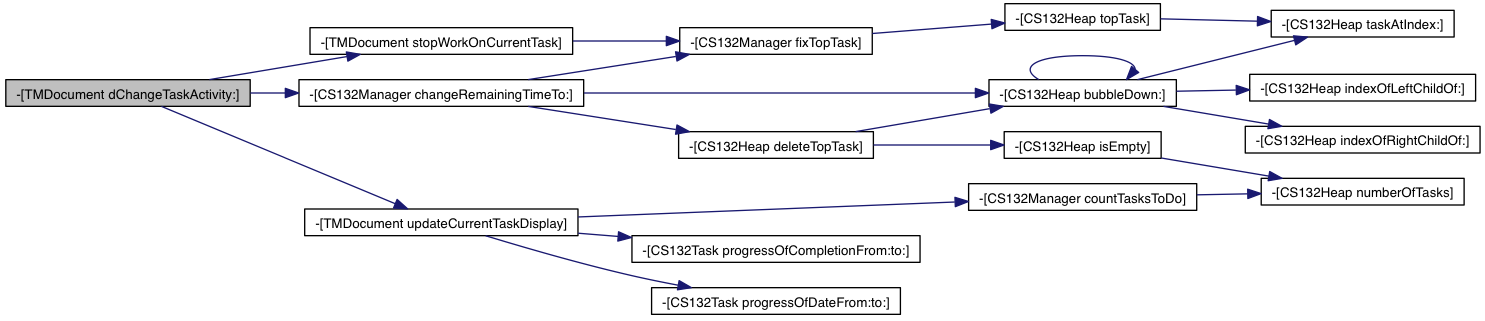 -[TMDocument dChangeTaskActivity:]
-[TMDocument stopWorkOnCurrentTask]
-[CS132Manager changeRemainingTimeTo:]
-[TMDocument updateCurrentTaskDisplay]
-[CS132Manager fixTopTask]
-[CS132Heap deleteTopTask]
-[CS132Task progressOfCompletionFrom:to:]
-[CS132Task progressOfDateFrom:to:]
-[CS132Heap topTask]
-[CS132Heap bubbleDown:]
-[CS132Heap isEmpty]
-[CS132Manager countTasksToDo]
-[CS132Heap taskAtIndex:]
-[CS132Heap indexOfLeftChildOf:]
-[CS132Heap indexOfRightChildOf:]
-[CS132Heap numberOfTasks]